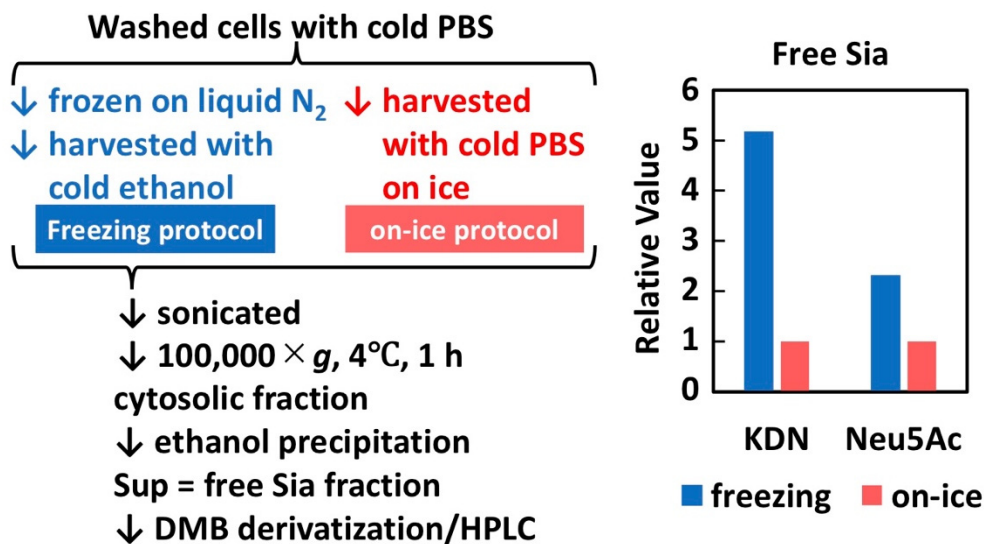 Washed cells with cold PBS
↓ frozen on liquid N₂
↓ harvested with
cold ethanol
Freezing protocol
↓ harvested
with cold PBS
on ice
on-ice protocol
↓ sonicated
↓ 100,000 × g, 4℃, 1 h
cytosolic fraction
↓ ethanol precipitation
Sup = free Sia fraction
↓ DMB derivatization/HPLC
Free Sia
Relative Value
6
5
4
3
2
1
0
KDN Neu5Ac
freezing on-ice